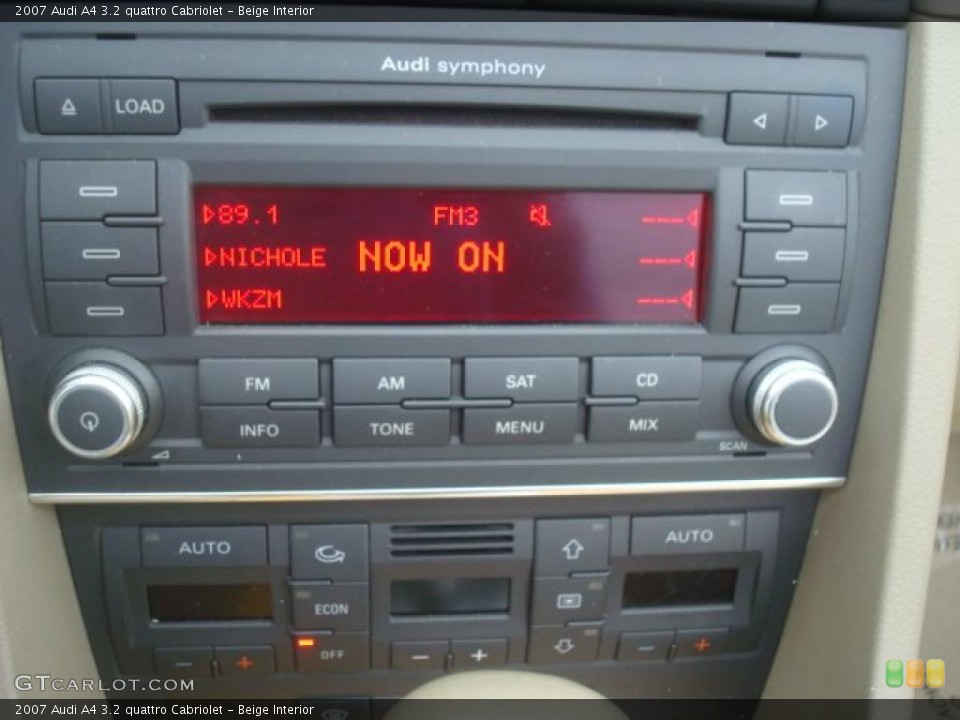 2007 Audi A4 3.2 quattro Cabriolet - Beige Interior
Audi symphony
LOAD
89.1 FM3 ---
NICHOLE NOW ON ---
WKZM ---
FM AM SAT CD
INFO TONE MENU MIX
SCAN
AUTO AUTO
ECON
OFF
- + - + - +
GTCARLOT.COM
2007 Audi A4 3.2 quattro Cabriolet - Beige Interior